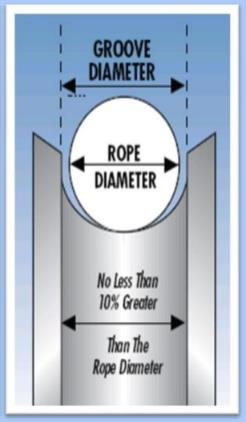 GROOVE
DIAMETER
ROPE
DIAMETER
No Less Than
10% Greater
Than The
Rope Diameter